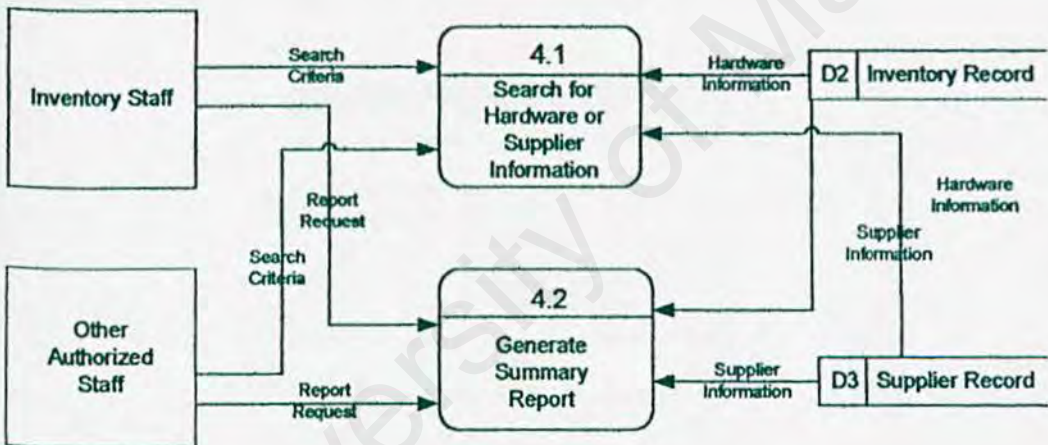 Inventory Staff
Search
Criteria
4.1
Search for
Hardware or
Supplier
Information
Hardware
Information
D2 Inventory Record
Report
Request
Search
Criteria
Hardware
Information
Supplier
Information
Other
Authorized
Staff
4.2
Generate
Summary
Report
Report
Request
Supplier
Information
D3 Supplier Record